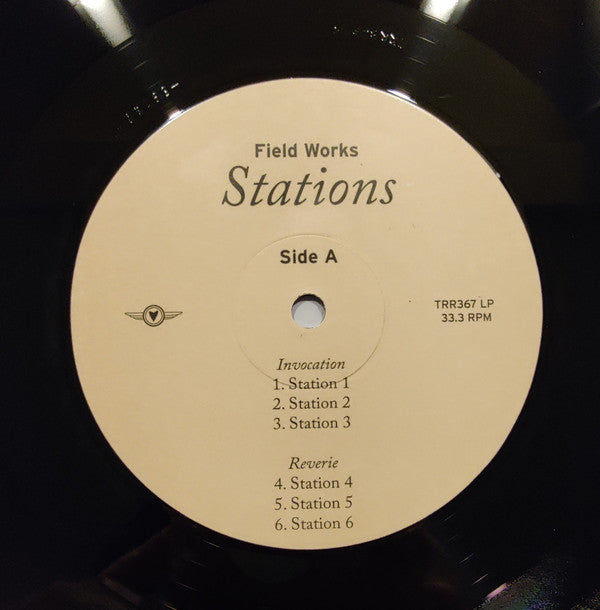 Field Works
Stations
Side A
TRR367 LP
33.3 RPM
Invocation
1. Station 1
2. Station 2
3. Station 3
Reverie
4. Station 4
5. Station 5
6. Station 6